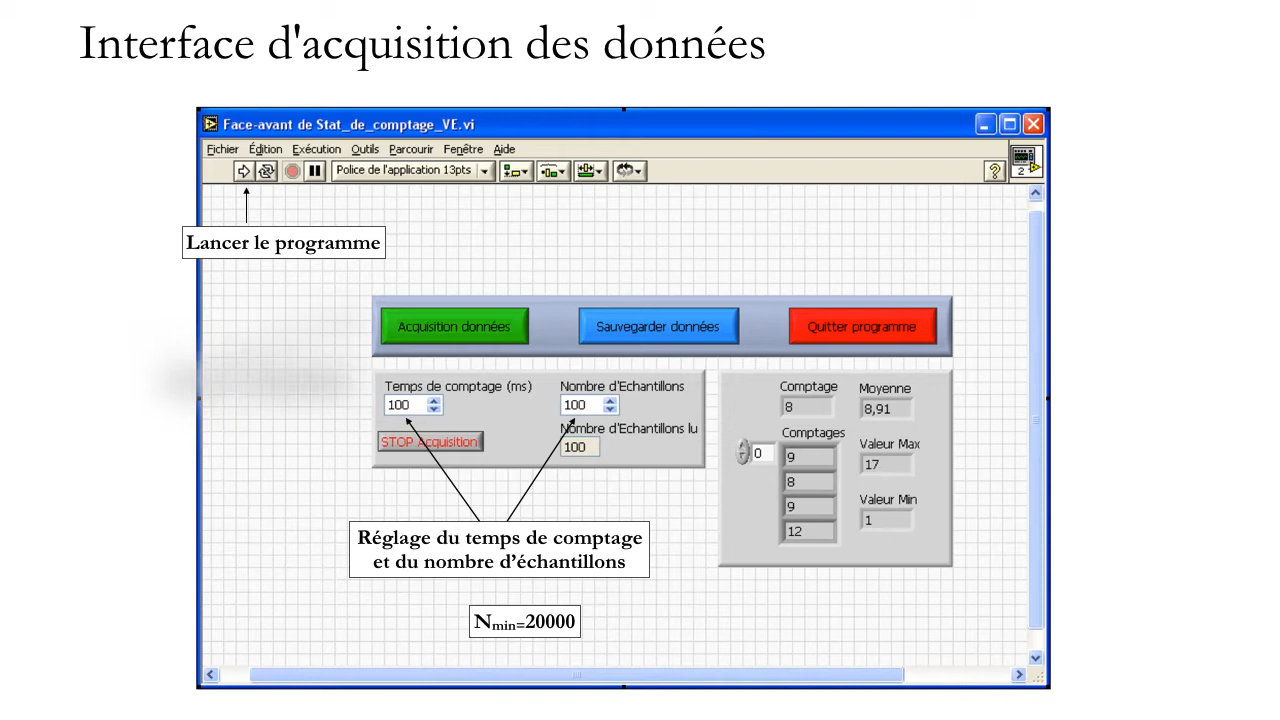 Interface d'acquisition des données
Face-avant de Stat_de_comptage_VE.vi
Fichier Édition Exécution Outils Parcourir Fenêtre Aide
Police de l'application 13pts
?
2
Lancer le programme
Acquisition données
Sauvegarder données
Quitter programme
Temps de comptage (ms)
100
Nombre d'Echantillons
100
STOP Acquisition
Nombre d'Echantillons lu
100
Comptage
8
Moyenne
8,91
Comptages
0
9
8
9
12
Valeur Max
17
Valeur Min
1
Réglage du temps de comptage
et du nombre d’échantillons
Nmin=20000